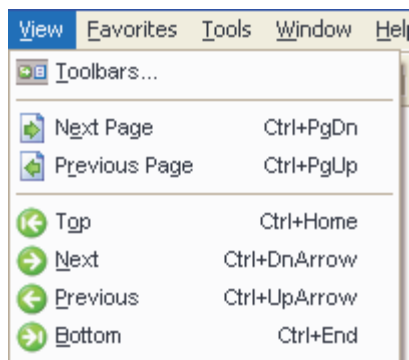 View Favorites Tools Window Help
Toolbars...
Next Page Ctrl+PgDn
Previous Page Ctrl+PgUp
Top Ctrl+Home
Next Ctrl+DnArrow
Previous Ctrl+UpArrow
Bottom Ctrl+End